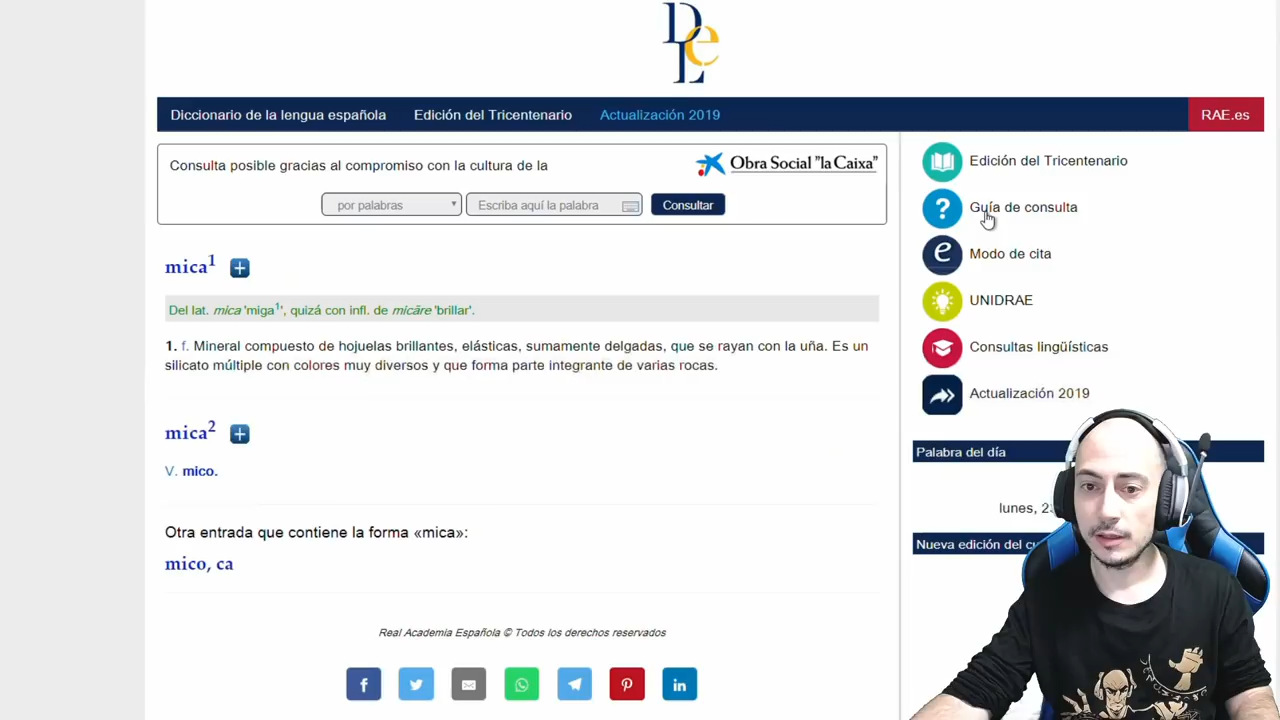 DLe
Diccionario de la lengua española Edición del Tricentenario Actualización 2019 RAE.es
Consulta posible gracias al compromiso con la cultura de la Obra Social "la Caixa"
por palabras Escriba aquí la palabra Consultar
mica1
Del lat. mica 'miga1', quizá con infl. de micāre 'brillar'.
1. f. Mineral compuesto de hojuelas brillantes, elásticas, sumamente delgadas, que se rayan con la uña. Es un
silicato múltiple con colores muy diversos y que forma parte integrante de varias rocas.
mica2
V. mico.
Otra entrada que contiene la forma «mica»:
mico, ca
Real Academia Española © Todos los derechos reservados
Edición del Tricentenario
Guía de consulta
Modo de cita
UNIDRAE
Consultas lingüísticas
Actualización 2019
Palabra del día
lunes,
Nueva edición del